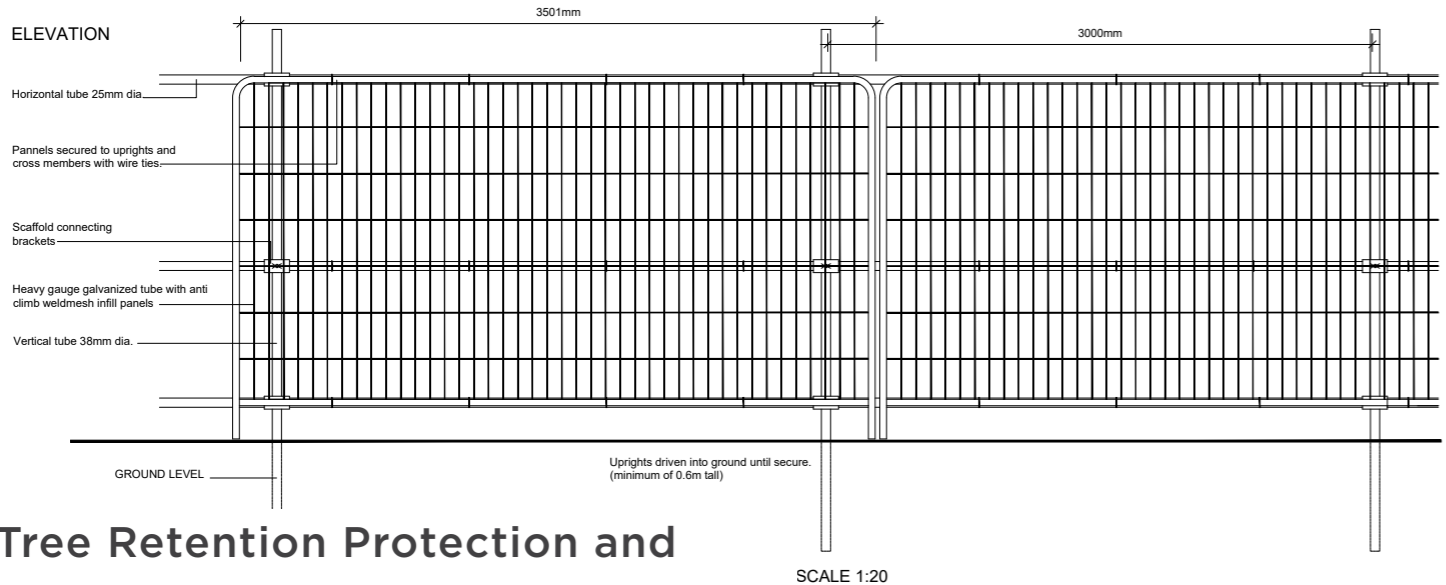 3501mm
ELEVATION
3000mm
Horizontal tube 25mm dia.
Pannels secured to uprights and
cross members with wire ties.
Scaffold connecting
brackets
Heavy gauge galvanized tube with anti
climb weldmesh infill panels
Vertical tube 38mm dia.
GROUND LEVEL
Uprights driven into ground until secure.
(minimum of 0.6m tall)
Tree Retention Protection and
SCALE 1:20